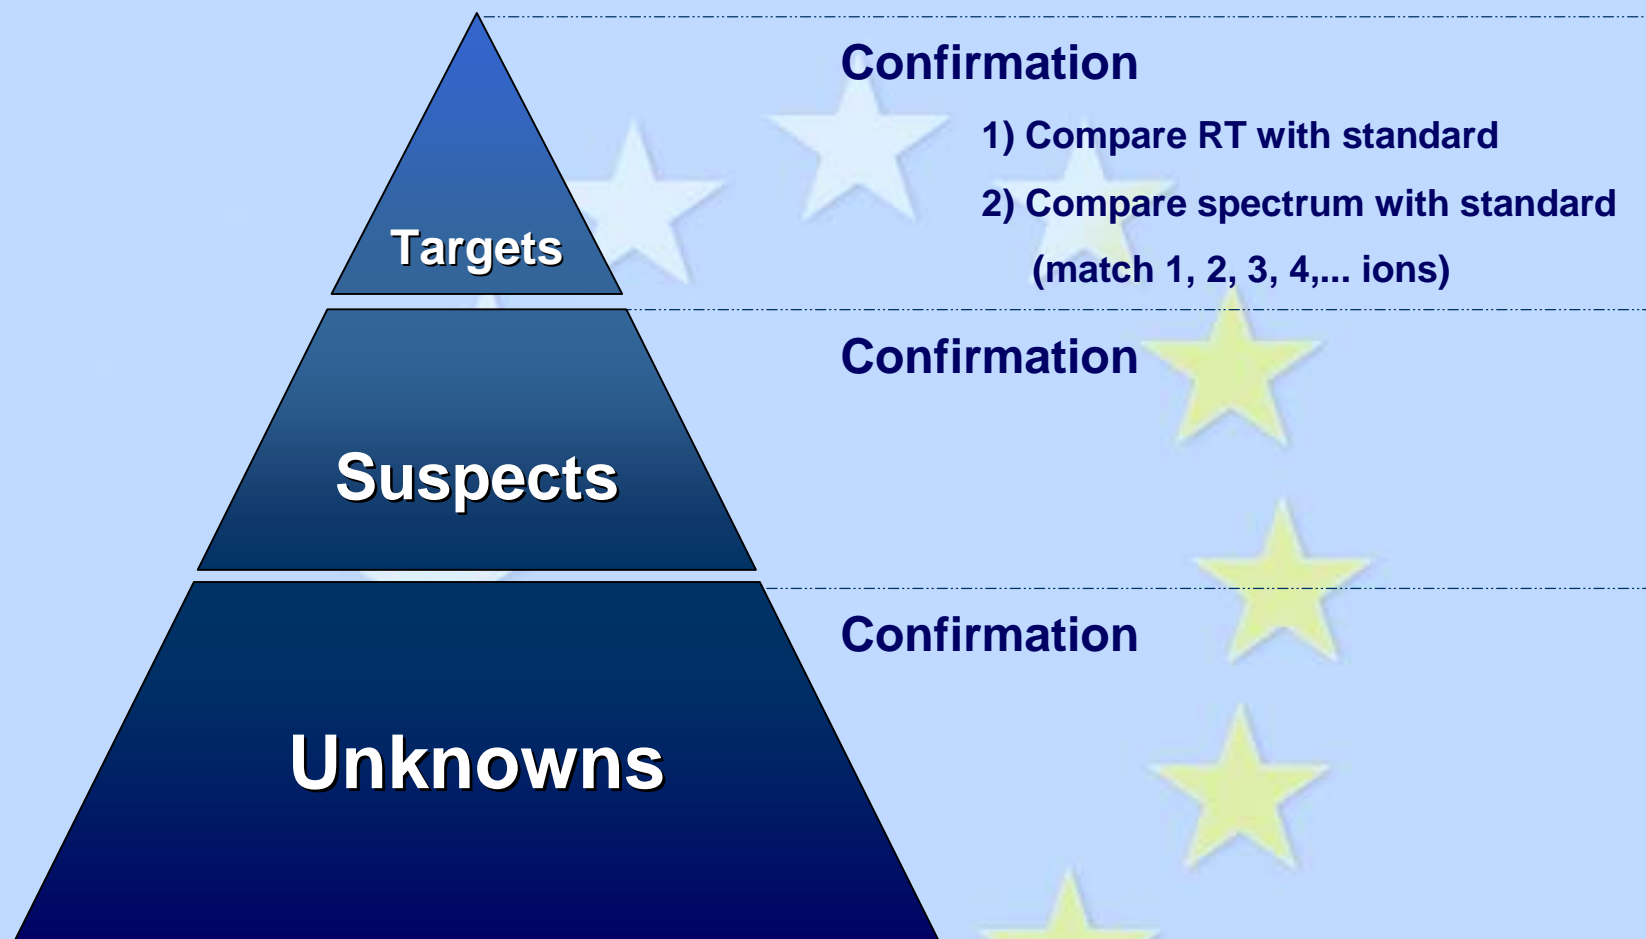 Confirmation
1) Compare RT with standard
2) Compare spectrum with standard
(match 1, 2, 3, 4,... ions)
Targets
Confirmation
Suspects
Confirmation
Unknowns